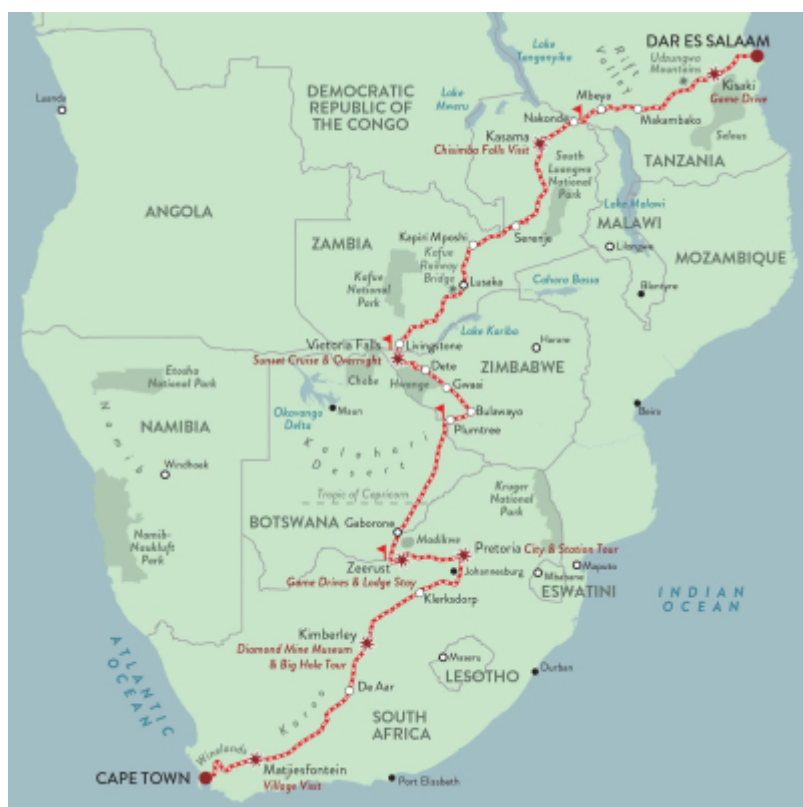 DAR ES SALAAM
Lake
Tanganyika
Rift
Valley
Udzungwa
Mountains
Kisaki
Game Drive
Luanda
DEMOCRATIC
REPUBLIC OF
THE CONGO
Lake
Mweru
Mbeya
Nakonde
Makambako
Selous
Kasama
Chisimba Falls Visit
TANZANIA
South
Luangwa
National
Park
ANGOLA
Lake Malawi
MALAWI
ZAMBIA
Kapiri Mposhi
Serenje
Lilongwe
MOZAMBIQUE
Kafue
Railway
Bridge
Kafue
National
Park
Lusaka
Cahora Bassa
Blantyre
Victoria Falls
Livingstone
Lake Kariba
Harare
Sunset Cruise & Overnight
Dete
ZIMBABWE
Etosha
National Park
Chobe
Hwange
Gwaai
Okavango
Delta
Maun
Bulawayo
Beira
Plumtree
NAMIBIA
Namib
Kalahari
Desert
Windhoek
Kruger
National
Park
Tropic of Capricorn
BOTSWANA
Gaborone
Madikwe
Namib-
Naukluft
Park
Pretoria City & Station Tour
Zeerust
Johannesburg
Maputo
Mbabane
Game Drives & Lodge Stay
ESWATINI
INDIAN
OCEAN
Klerksdorp
ATLANTIC
OCEAN
Kimberley
Diamond Mine Museum
& Big Hole Tour
Maseru
LESOTHO
Durban
De Aar
Karoo
SOUTH
AFRICA
Winelands
CAPE TOWN
Matjiesfontein
Village Visit
Port Elizabeth